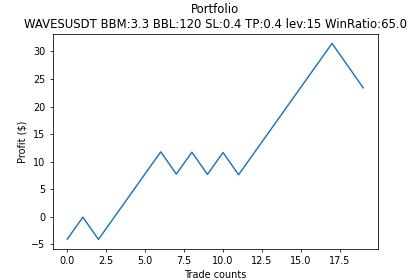 Portfolio
WAVESUSDT BBM:3.3 BBL:120 SL:0.4 TP:0.4 lev:15 WinRatio:65.0
Profit ($)
30
25
20
15
10
5
0
−5
0.0 2.5 5.0 7.5 10.0 12.5 15.0 17.5
Trade counts